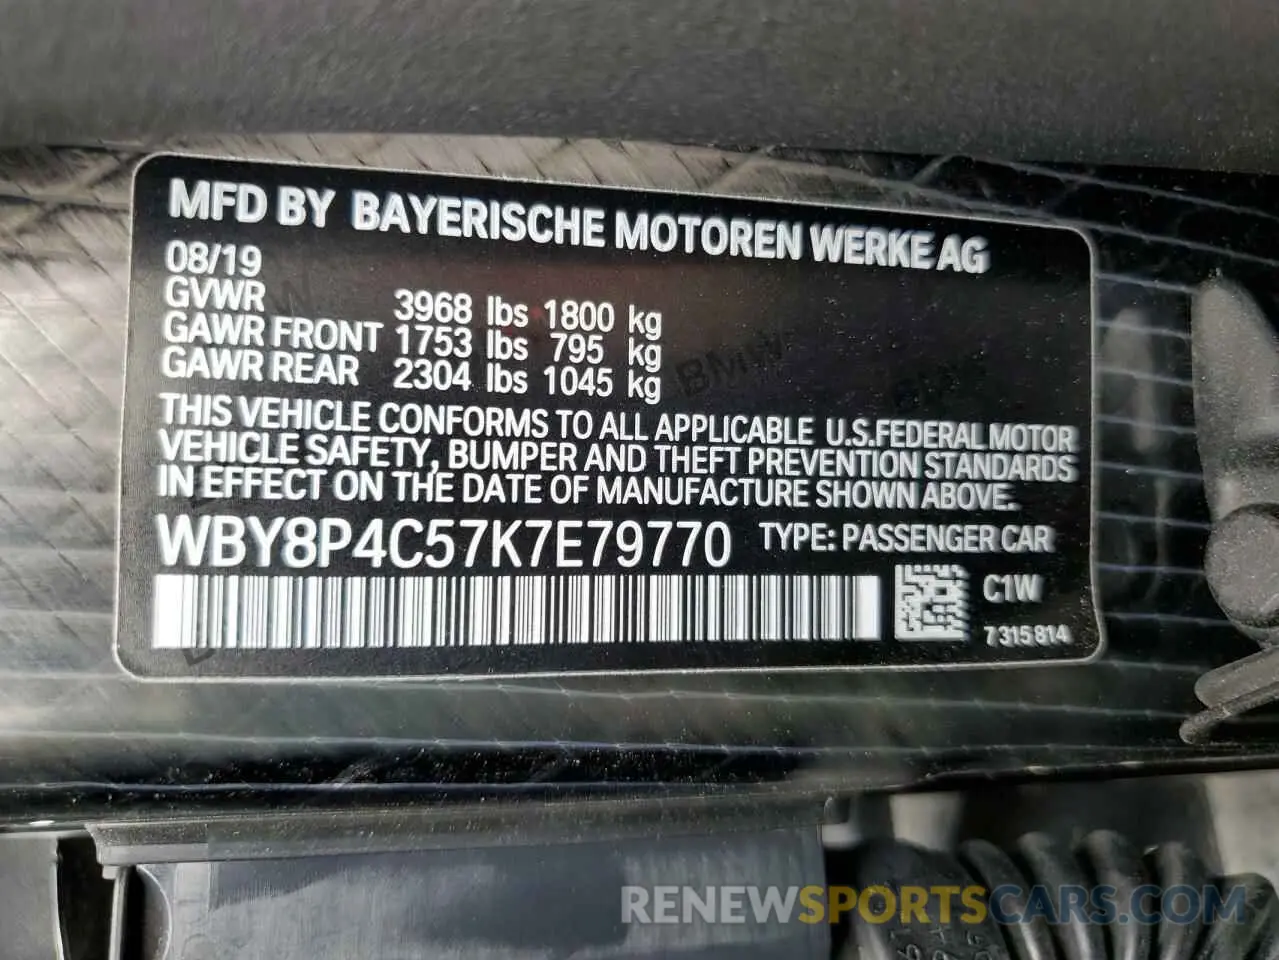 MFD BY BAYERISCHE MOTOREN WERKE AG
08/19
GVWR 3968 lbs 1800 kg
GAWR FRONT 1753 lbs 795 kg
GAWR REAR 2304 lbs 1045 kg
THIS VEHICLE CONFORMS TO ALL APPLICABLE U.S.FEDERAL MOTOR
VEHICLE SAFETY, BUMPER AND THEFT PREVENTION STANDARDS
IN EFFECT ON THE DATE OF MANUFACTURE SHOWN ABOVE.
WBY8P4C57K7E79770 TYPE: PASSENGER CAR
C1W
7 315 814
BMW
BMW
RENEWSPORTSCARS.COM